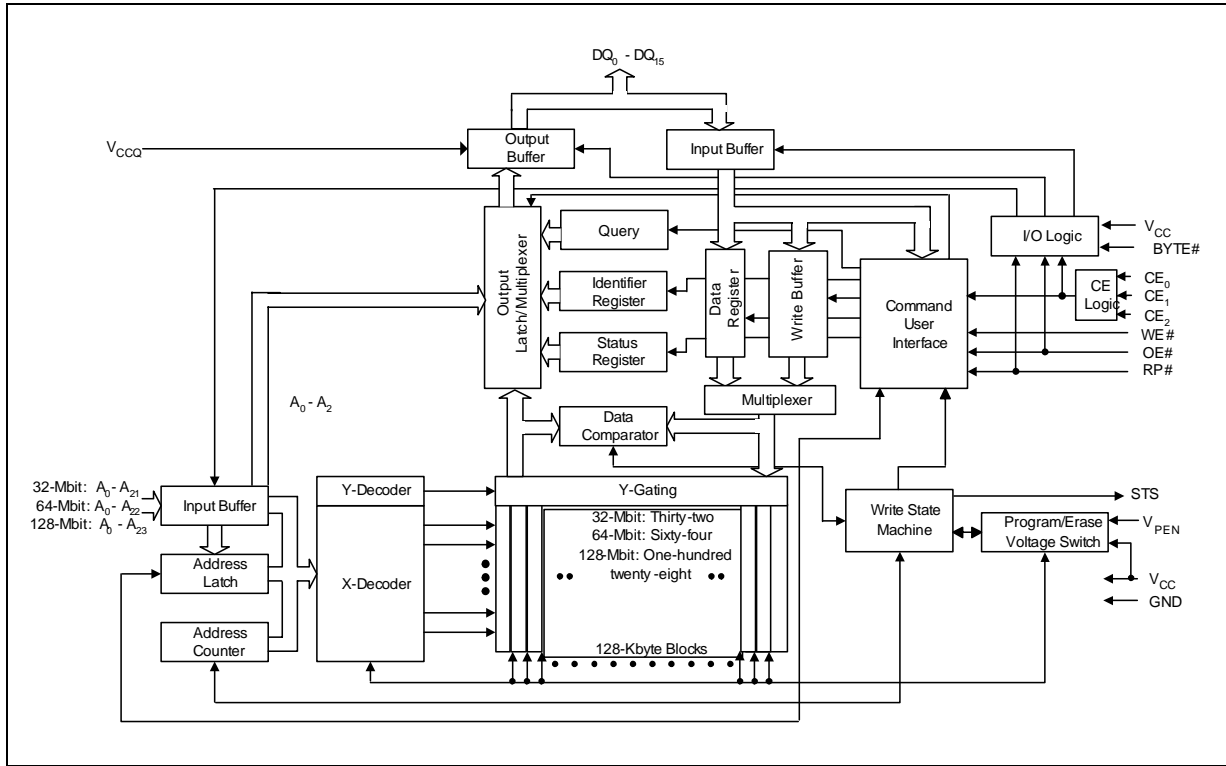 DQ0 - DQ15
VCCQ
Output
Buffer
Input Buffer
Output
Latch/Multiplexer
Query
Identifier
Register
Status
Register
Data
Register
Write Buffer
Command
User
Interface
I/O Logic
CE
Logic
VCC
BYTE#
CE0
CE1
CE2
WE#
OE#
RP#
Multiplexer
Data
Comparator
A0 - A2
32-Mbit: A0 - A21
64-Mbit: A0 - A22
128-Mbit: A0 - A23
Input Buffer
Address
Latch
Address
Counter
Y-Decoder
X-Decoder
Y-Gating
32-Mbit: Thirty-two
64-Mbit: Sixty-four
128-Mbit: One-hundred
twenty-eight
128-Kbyte Blocks
Write State
Machine
Program/Erase
Voltage Switch
STS
VPEN
VCC
GND